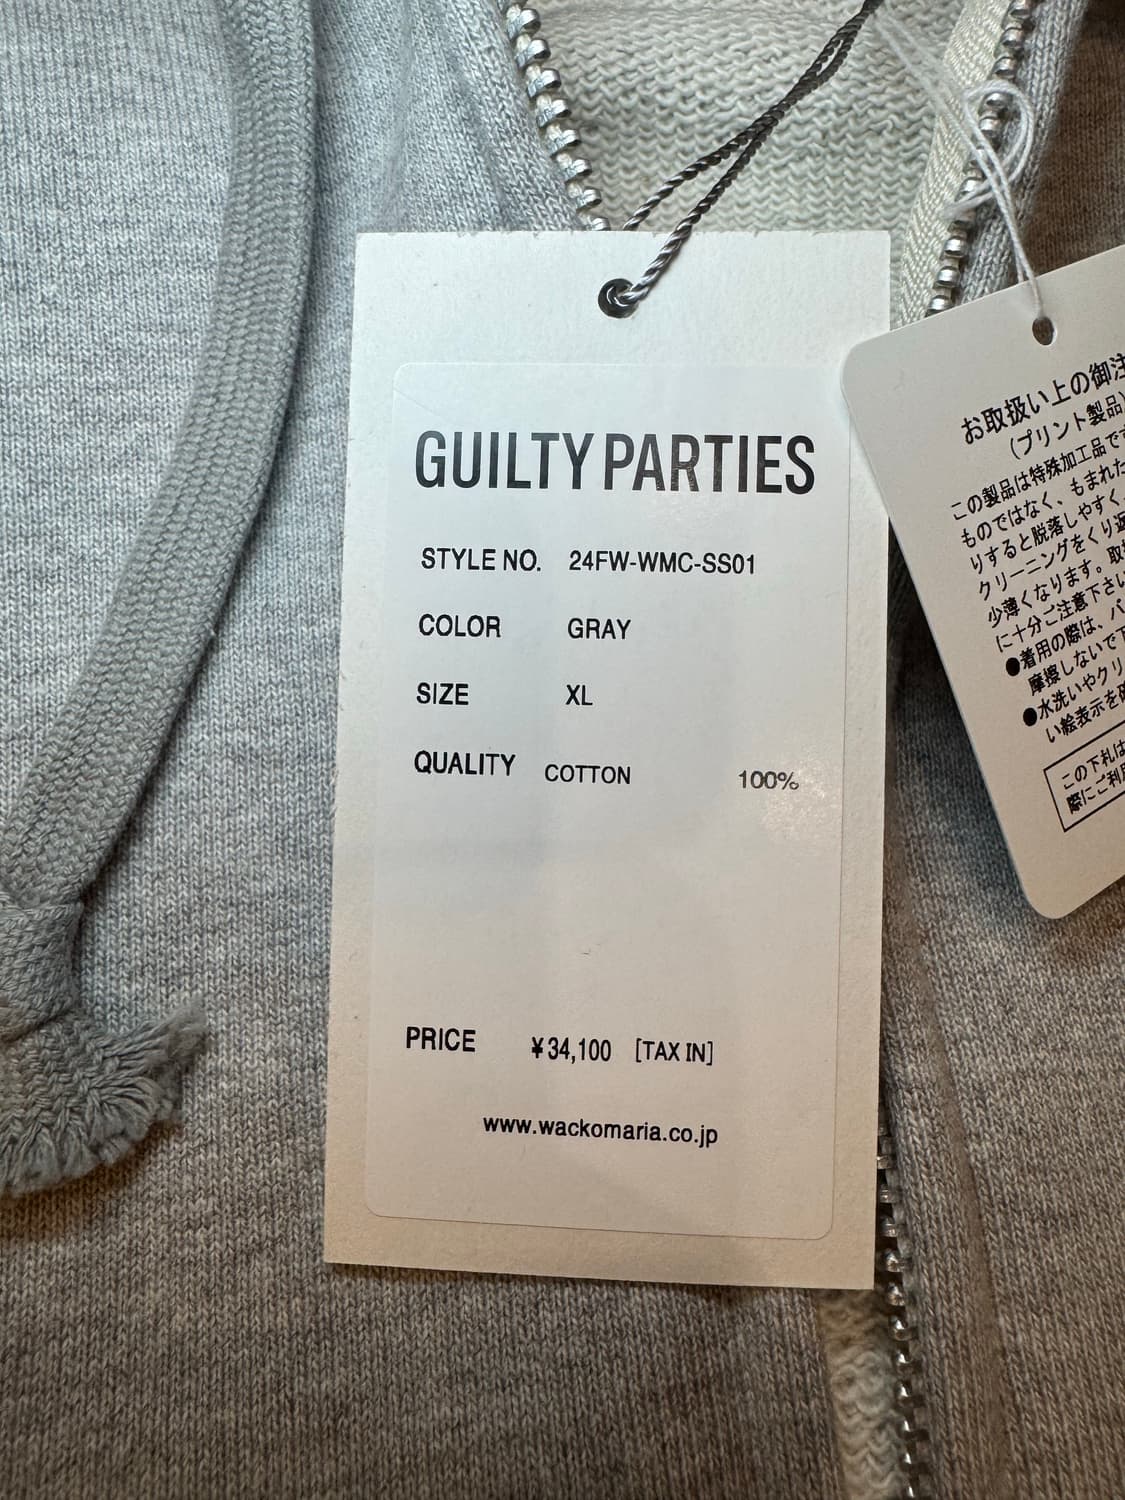 GUILTY PARTIES
STYLE NO. 24FW-WMC-SS01
COLOR GRAY
SIZE XL
QUALITY COTTON 100%
PRICE ¥34,100 [TAX IN]
www.wackomaria.co.jp
お取扱い上の御注
(プリント製品)
この製品は特殊加工品で
ものではなく、もまれた
りすると脱落しやすく
クリーニングをくり返
少薄くなります。取
に十分ご注意下さい
●着用の際は、バ
摩擦しないで下
●水洗いやクリ
い絵表示を確
この下札は
際にご利用